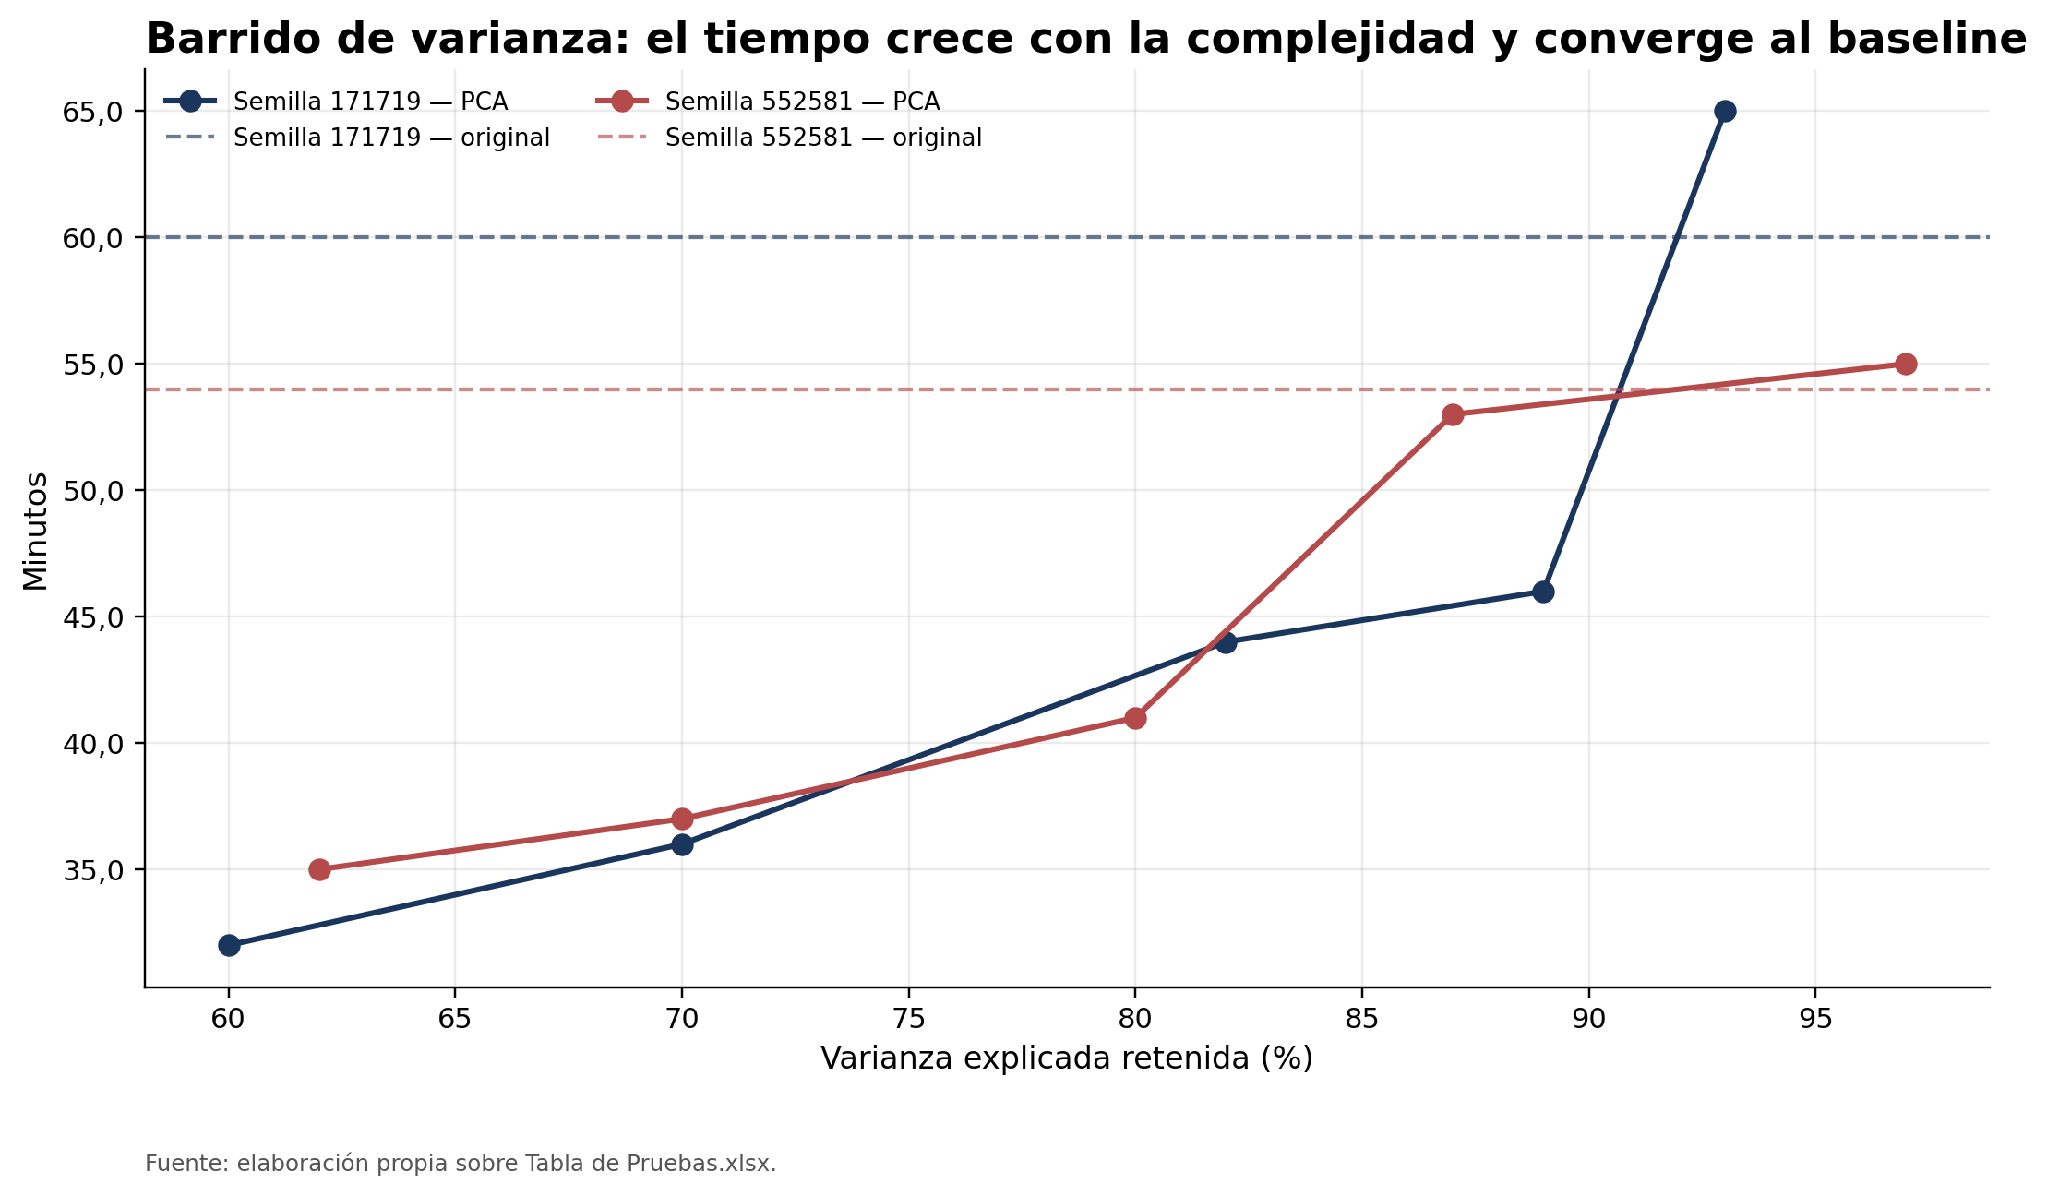 Barrido de varianza: el tiempo crece con la complejidad y converge al baseline
Semilla 171719 — PCA
Semilla 171719 — original
Semilla 552581 — PCA
Semilla 552581 — original
Minutos
65,0
60,0
55,0
50,0
45,0
40,0
35,0
60 65 70 75 80 85 90 95
Varianza explicada retenida (%)
Fuente: elaboración propia sobre Tabla de Pruebas.xlsx.